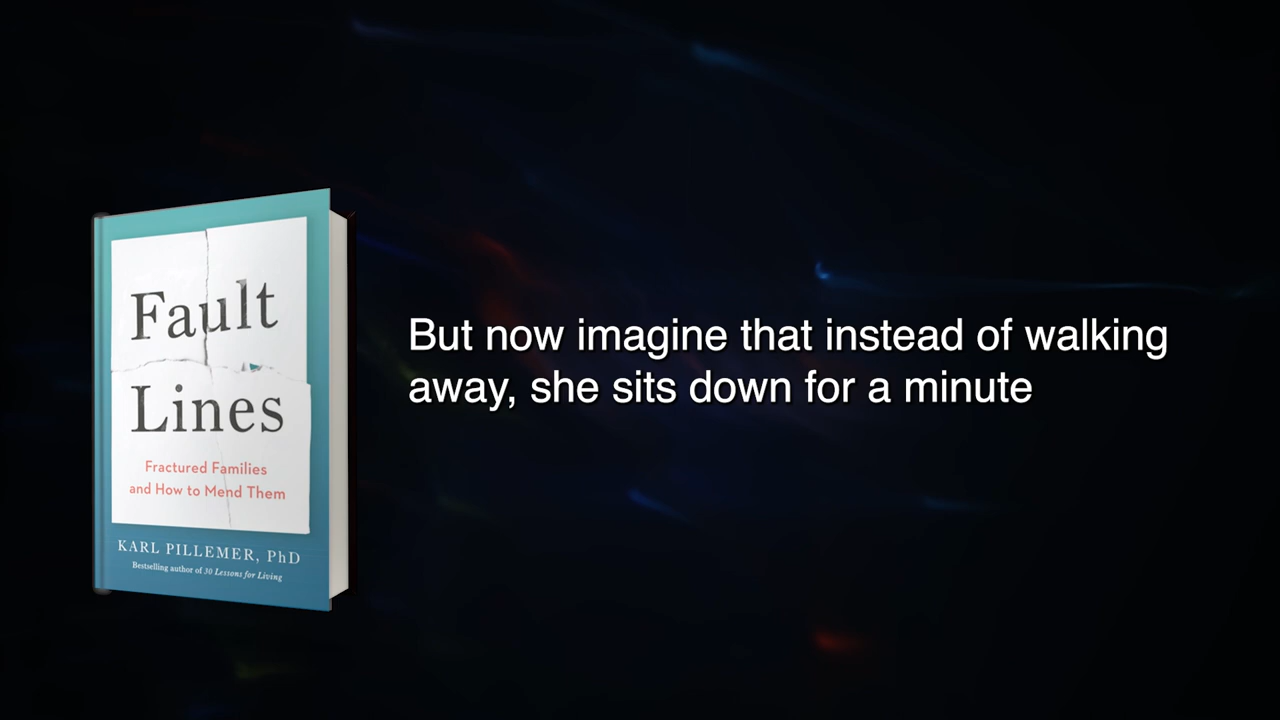 Fault
Lines
Fractured Families
and How to Mend Them
KARL PILLEMER, PhD
Bestselling author of 30 Lessons for Living
But now imagine that instead of walking
away, she sits down for a minute